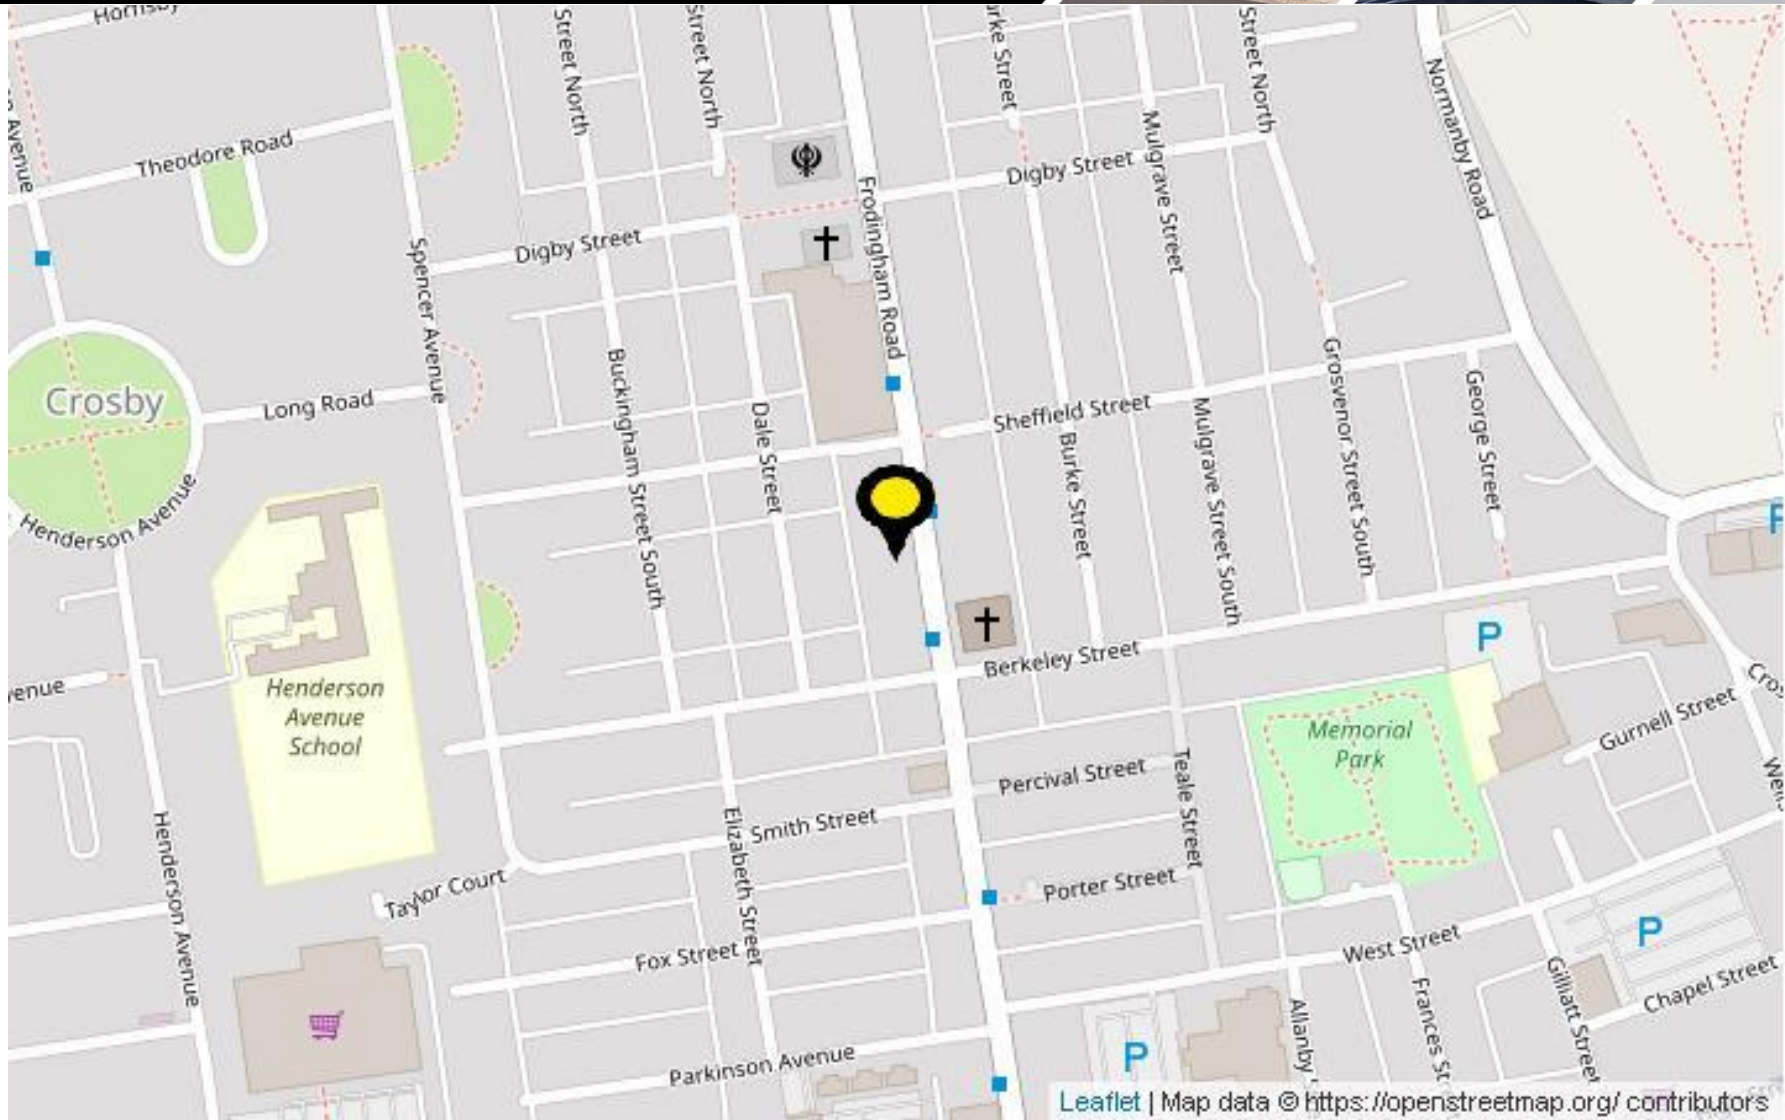 Street North
Street North
Street
Street North
Normanby Road
Theodore Road
Avenue
Digby Street
Mulgrave Street
Frodingham Road
Digby Street
Spencer Avenue
Crosby
Long Road
Sheffield Street
Buckingham Street South
Dale Street
Burke Street
Mulgrave Street South
Grosvenor Street South
George Street
Henderson Avenue
P
Henderson
Avenue
School
Berkeley Street
P
Memorial
Park
Gurnell Street
Percival Street
Teale Street
Elizabeth Street
Smith Street
Henderson Avenue
Taylor Court
Porter Street
Fox Street
West Street
P
Gilliatt Street
Chapel Street
Frances St
Allanby
Parkinson Avenue
P
Leaflet | Map data © https://openstreetmap.org/ contributors